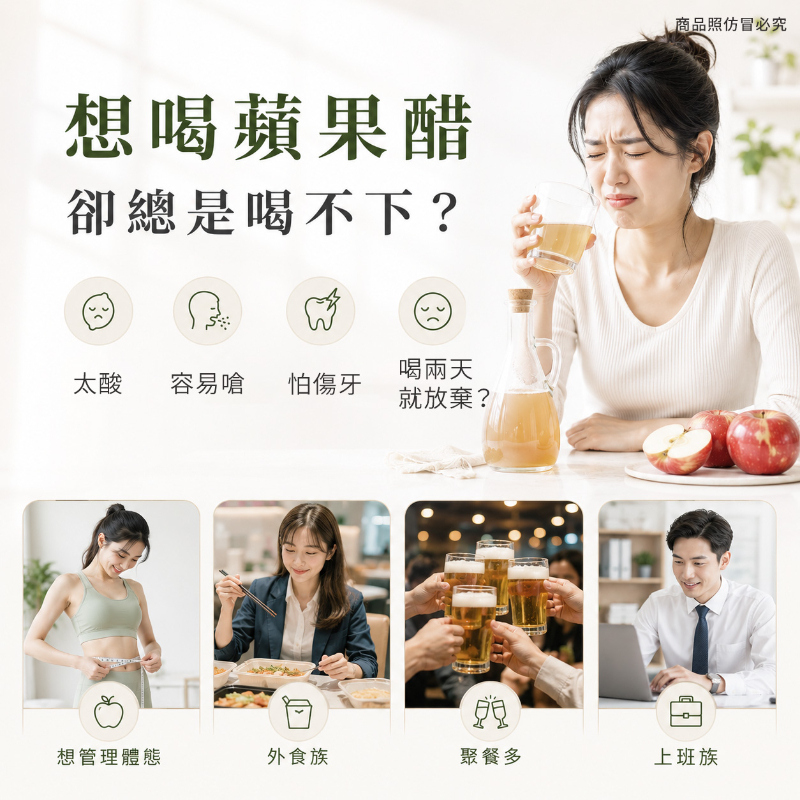 商品照仿冒必究
想喝蘋果醋
卻總是喝不下？
太酸
容易嗆
怕傷牙
喝兩天
就放棄？
想管理體態
外食族
聚餐多
上班族